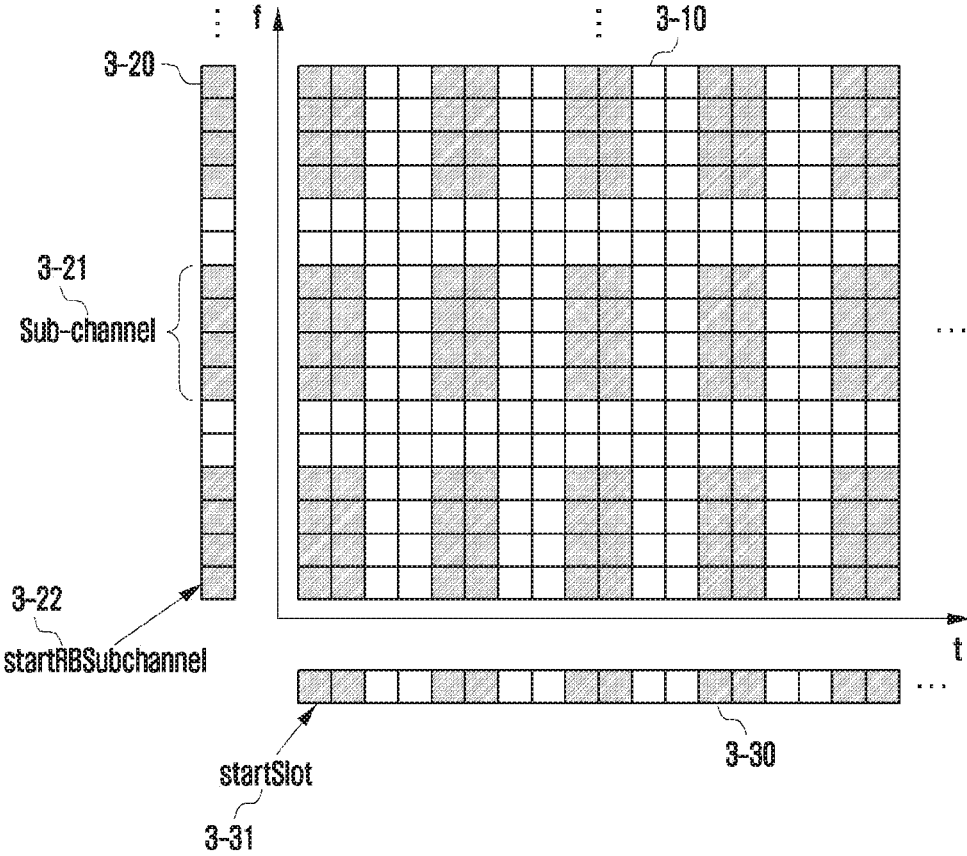 f
3-10
3-20
3-21
Sub-channel
...
3-22
startRBSubchannel
t
...
startSlot
3-30
3-31